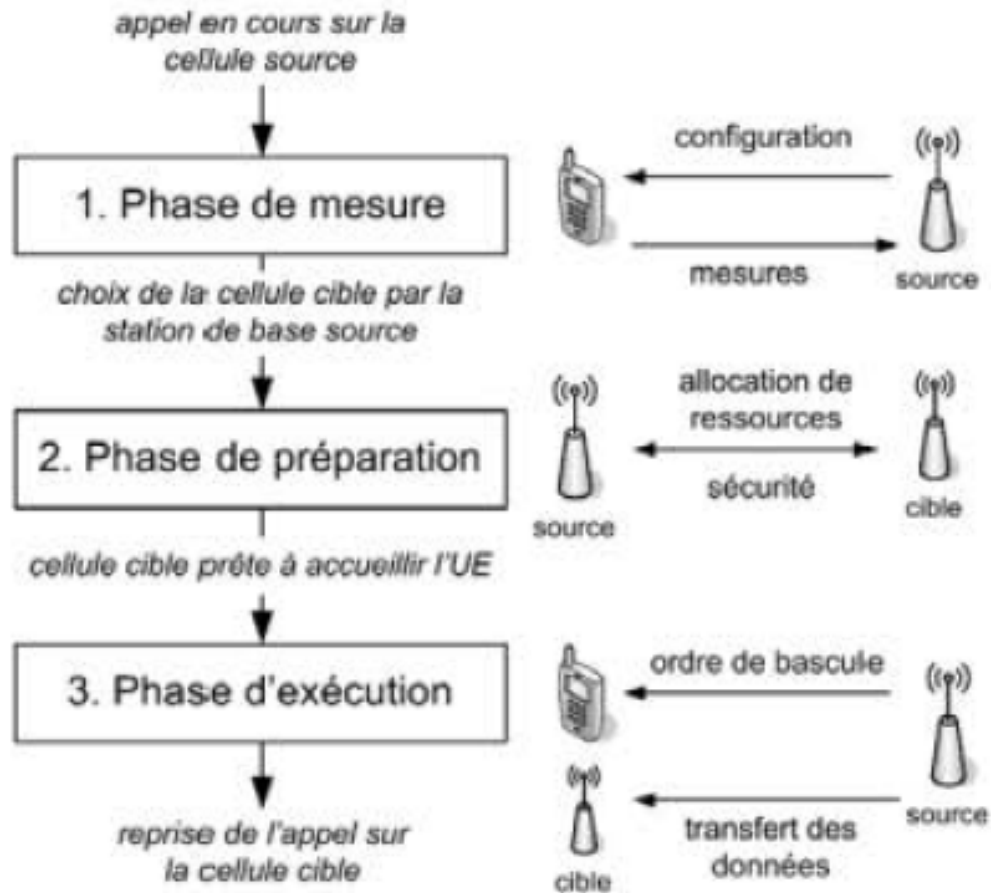 appel en cours sur la
cellule source
1. Phase de mesure
configuration
mesures
source
choix de la cellule cible par la
station de base source
2. Phase de préparation
allocation de
ressources
sécurité
source
cible
cellule cible prête à accueillir l'UE
3. Phase d'exécution
ordre de bascule
source
transfert des
données
cible
reprise de l'appel sur
la cellule cible